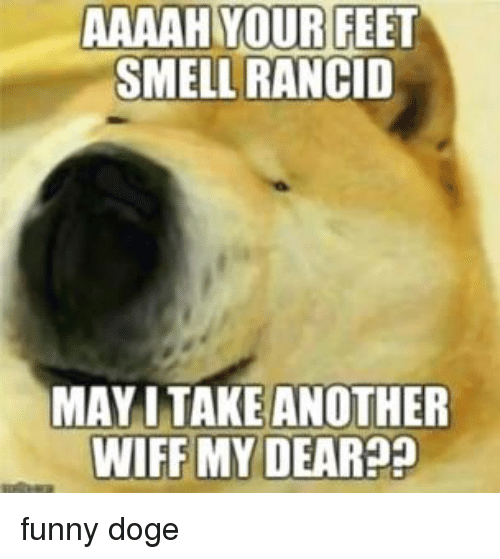 AAAAH YOUR FEET
SMELL RANCID
MAY I TAKE ANOTHER
WIFF MY DEAR??
funny doge